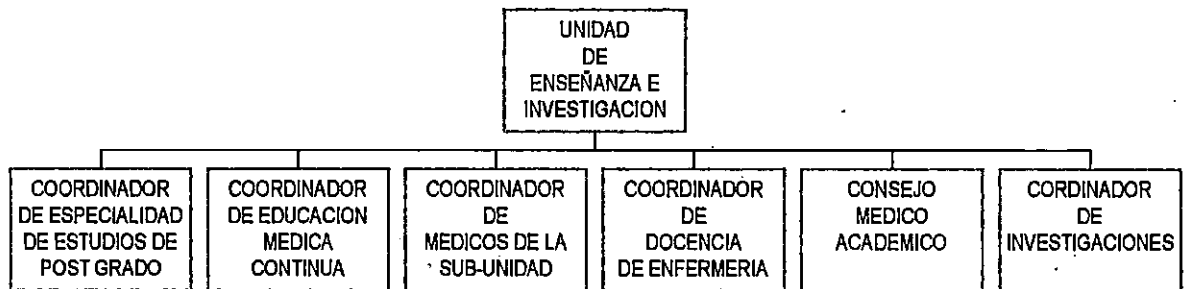 UNIDAD
DE
ENSEÑANZA E
INVESTIGACION
COORDINADOR
DE ESPECIALIDAD
DE ESTUDIOS DE
POST GRADO
COORDINADOR
DE EDUCACION
MEDICA
CONTINUA
COORDINADOR
DE
MEDICOS DE LA
SUB-UNIDAD
COORDINADOR
DE
DOCENCIA
DE ENFERMERIA
CONSEJO
MEDICO
ACADEMICO
CORDINADOR
DE
INVESTIGACIONES